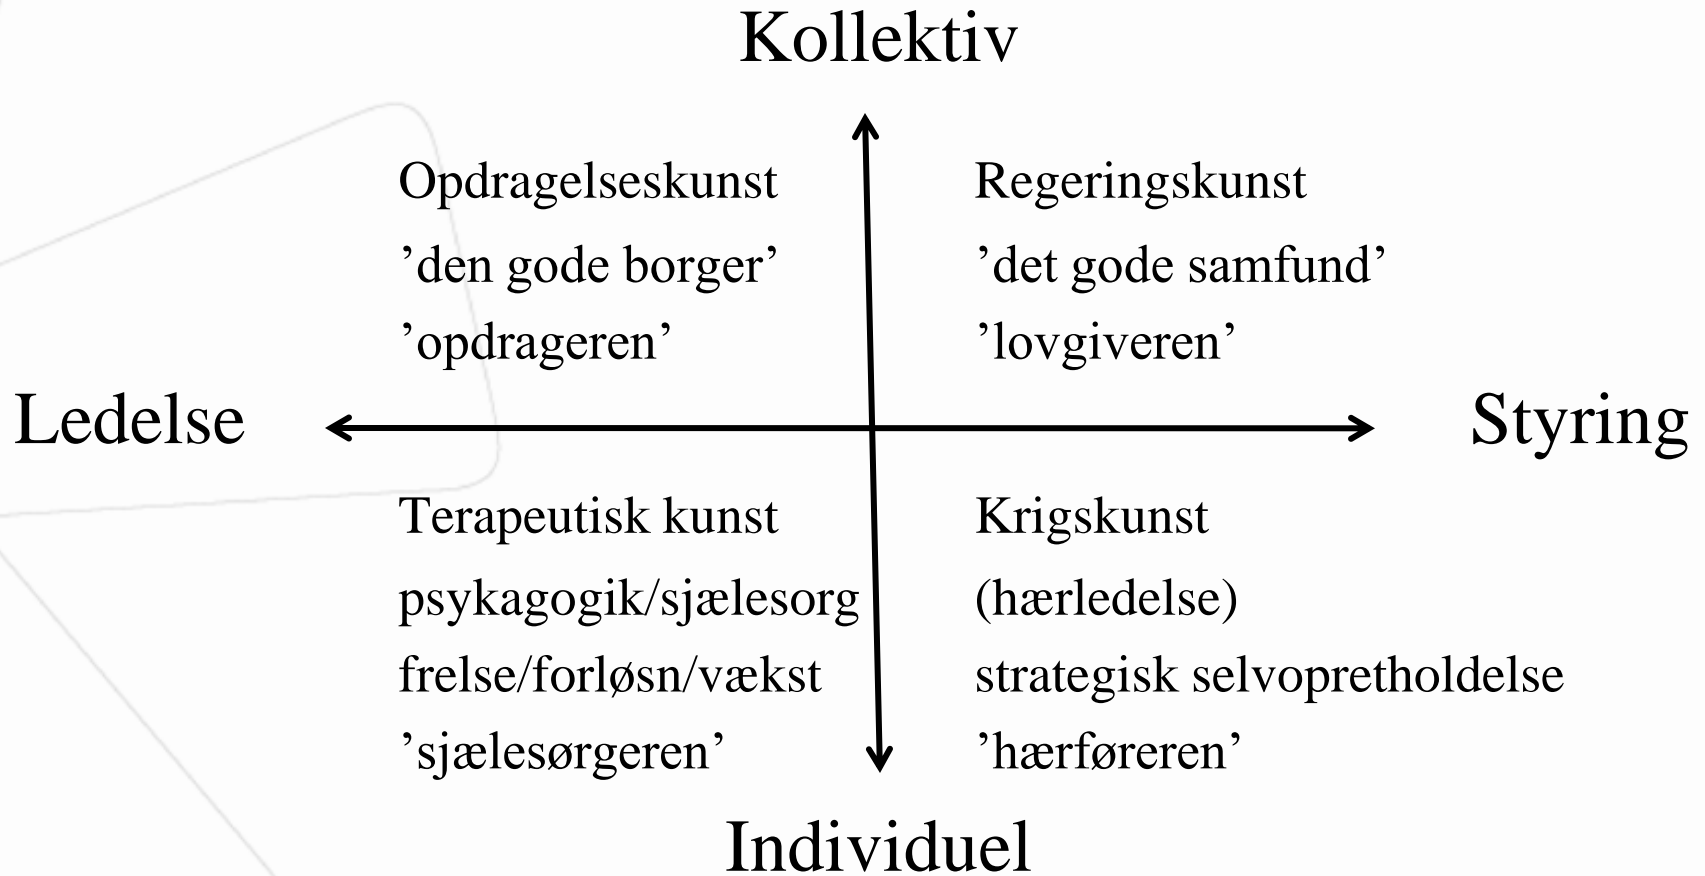 Kollektiv
Opdragelseskunst
’den gode borger’
’opdrageren’
Regeringskunst
’det gode samfund’
’lovgiveren’
Ledelse
Styring
Terapeutisk kunst
psykagogik/sjælesorg
frelse/forløsn/vækst
’sjælesørgeren’
Krigskunst
(hærledelse)
strategisk selvopretholdelse
’hærføreren’
Individuel